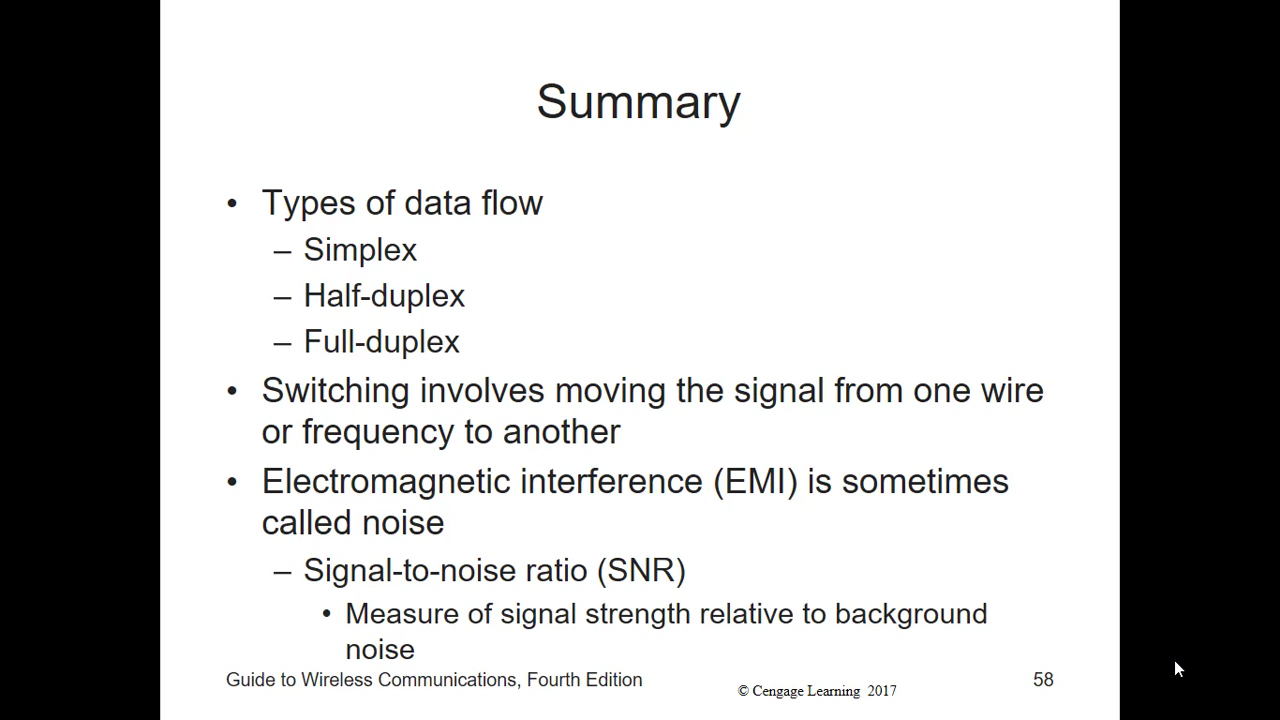 Summary
• Types of data flow
– Simplex
– Half-duplex
– Full-duplex
• Switching involves moving the signal from one wire
or frequency to another
• Electromagnetic interference (EMI) is sometimes
called noise
– Signal-to-noise ratio (SNR)
• Measure of signal strength relative to background
noise
Guide to Wireless Communications, Fourth Edition
© Cengage Learning 2017
58